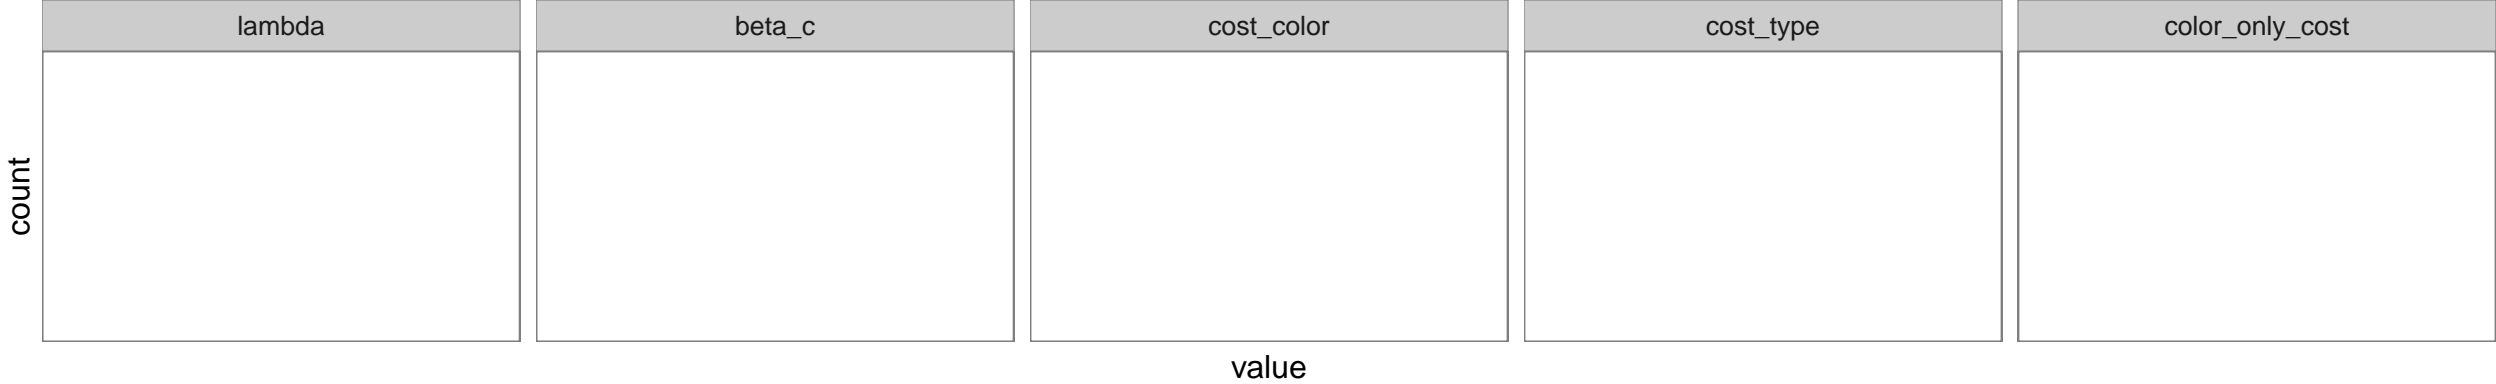 lambda
beta_c
cost_color
cost_type
color_only_cost
count
value